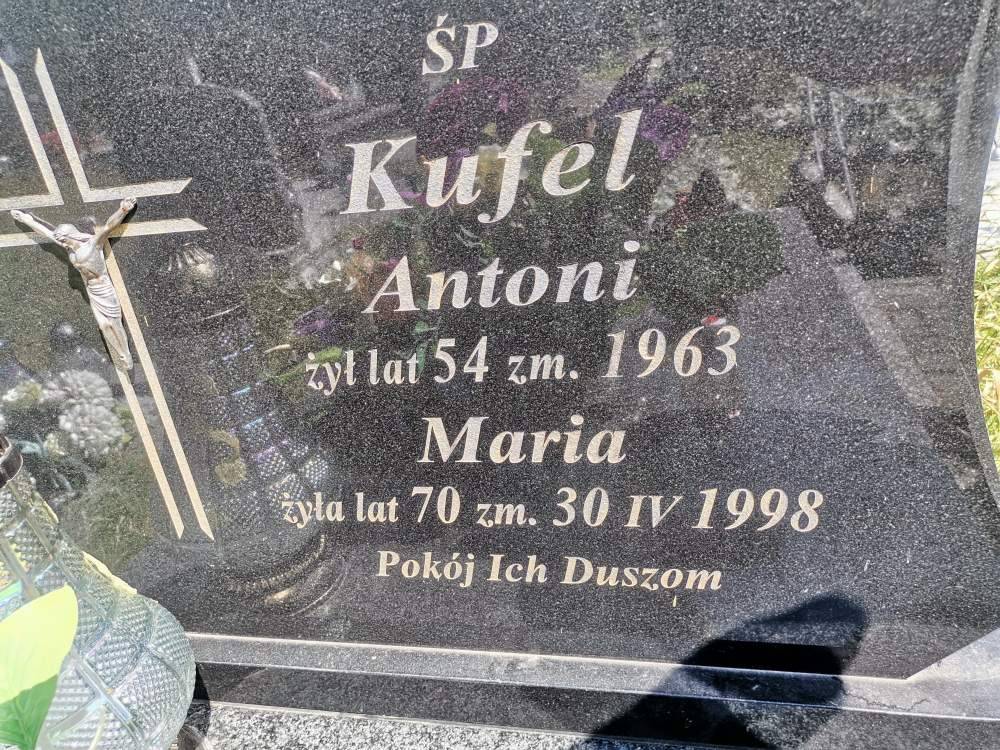 ŚP
Kufel
Antoni
żył lat 54 zm. 1963
Maria
żyła lat 70 zm. 30 IV 1998
Pokój Ich Duszom